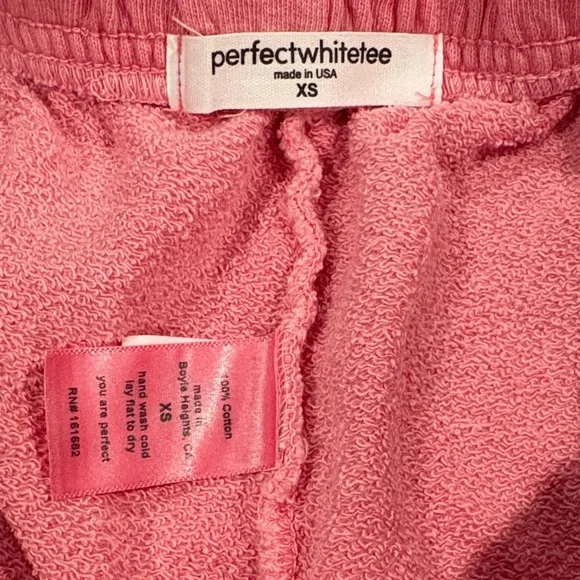 perfectwhitetee
made in USA
XS
100% Cotton
made in
Boyle Heights, CA
XS
hand wash cold
lay flat to dry
you are perfect
RN# 161682